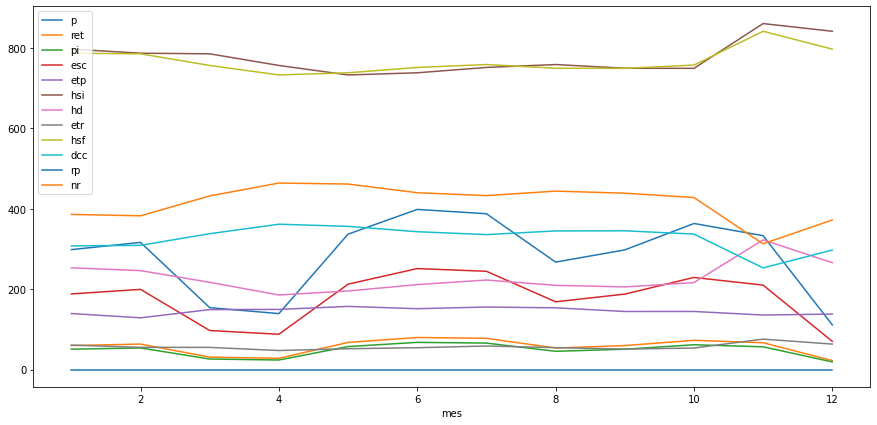 p
ret
pi
esc
etp
hsi
hd
etr
hsf
dcc
rp
nr
800
600
400
200
0
2 4 6 8 10 12
mes